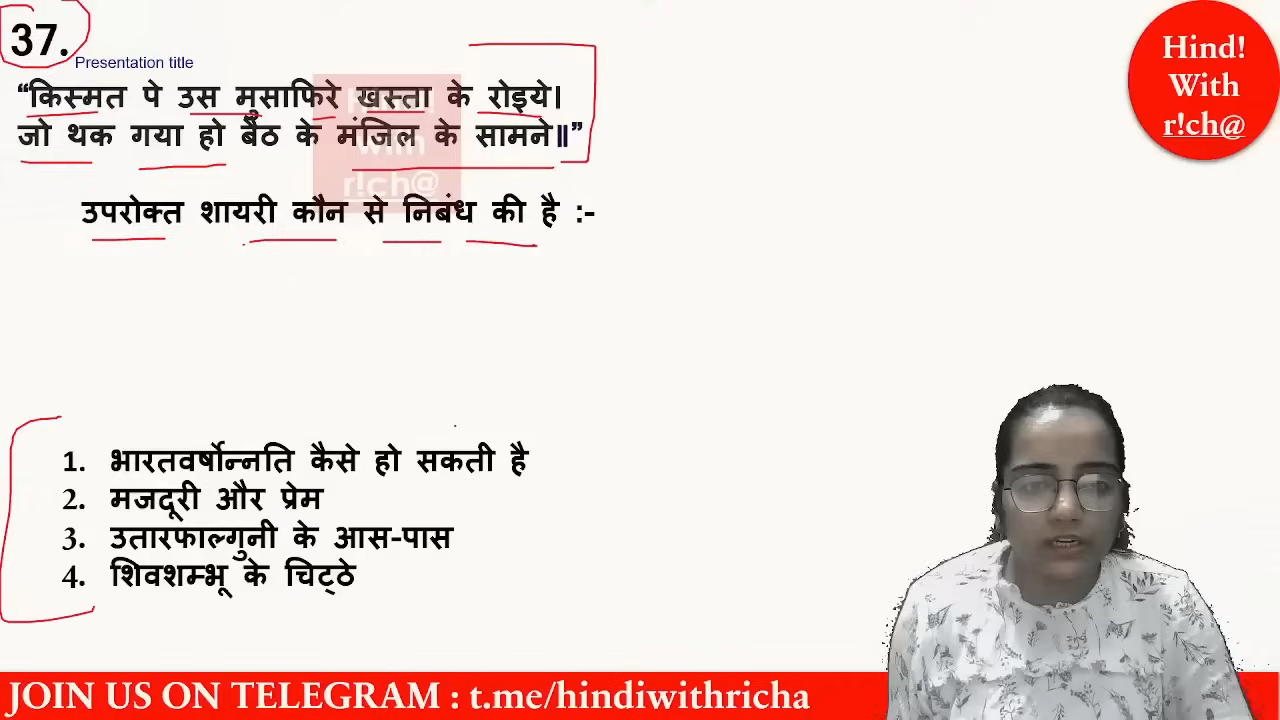 37.
Presentation title
Hind!
With
r!ch@
“किस्मत पे उस मुसाफिरे खस्ता के रोइये।
जो थक गया हो बैठ के मंजिल के सामने॥”
उपरोक्त शायरी कौन से निबंध की है :-
1. भारतवर्षोन्नति कैसे हो सकती है
2. मजदूरी और प्रेम
3. उतारफाल्गुनी के आस-पास
4. शिवशम्भू के चिट्ठे
JOIN US ON TELEGRAM : t.me/hindiwithricha